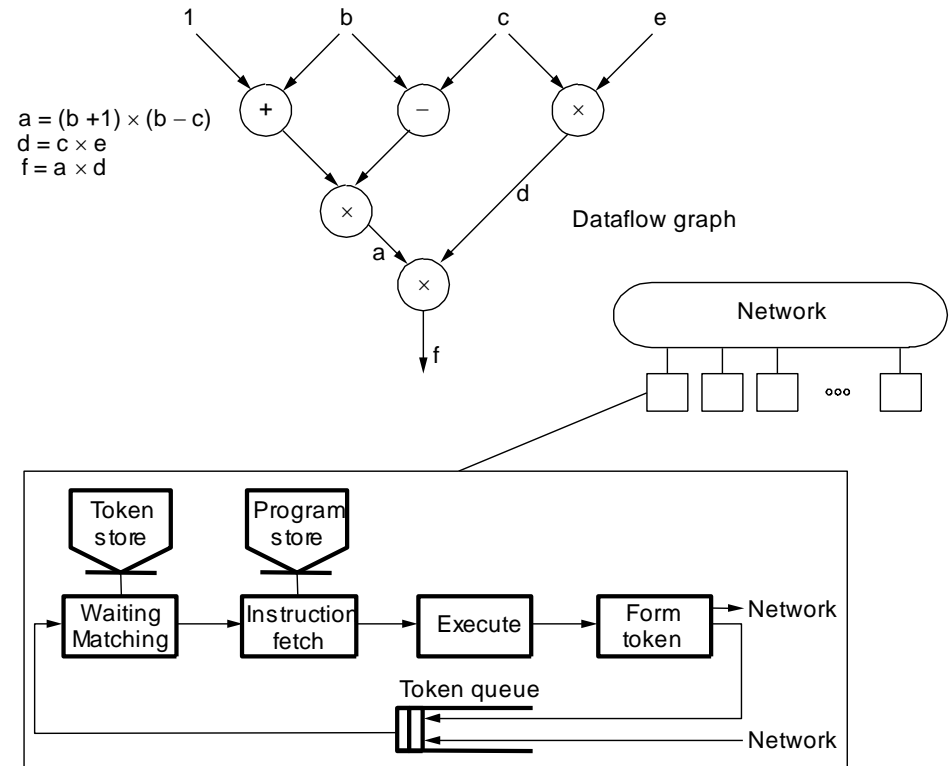 1 b c e
+ − ×
a = (b +1) × (b − c)
d = c × e
f = a × d
×
d
a
Dataflow graph
×
f
Network
Token
store
Program
store
Waiting
Matching
Instruction
fetch
Execute
Form
token
Network
Token queue
Network